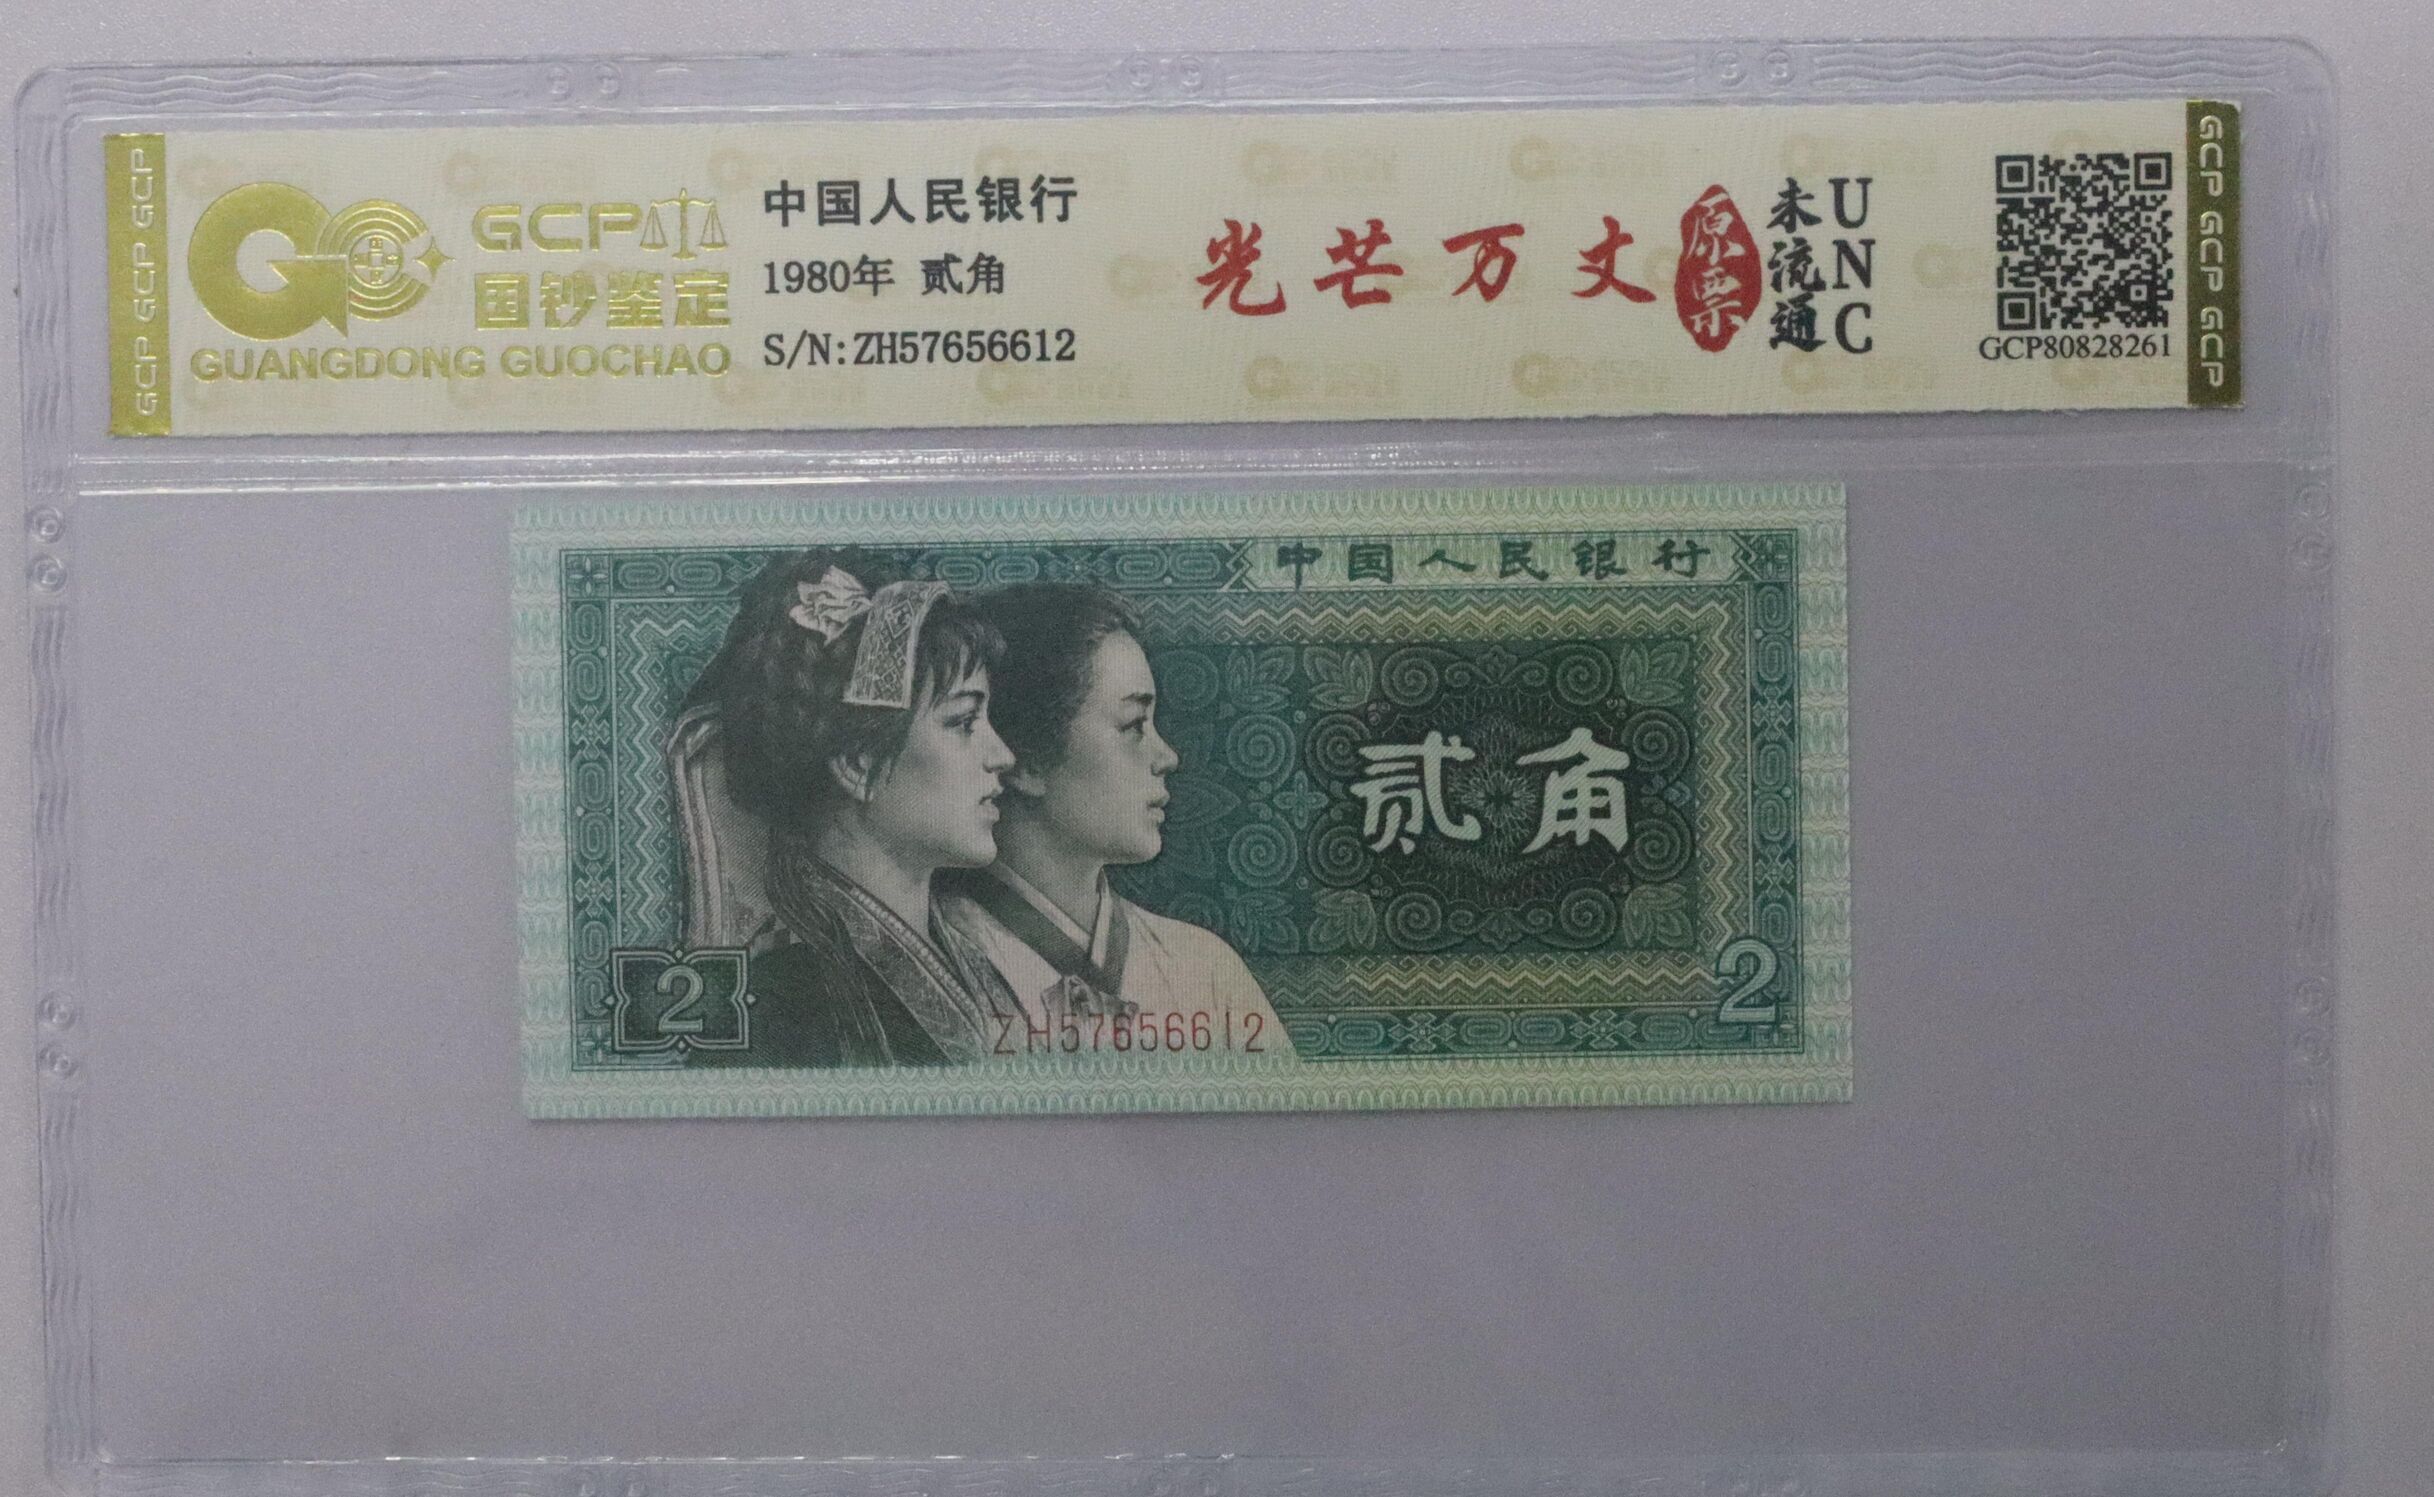 GCP GCP GCP
GCP
国钞鉴定
GUANGDONG GUOCHAO
中国人民银行
1980年 贰角
S/N:ZH57656612
光芒万丈
原票
未流通
UNC
GCP80828261
GCP GCP GCP
中国人民银行
贰角
2
2
ZH57656612